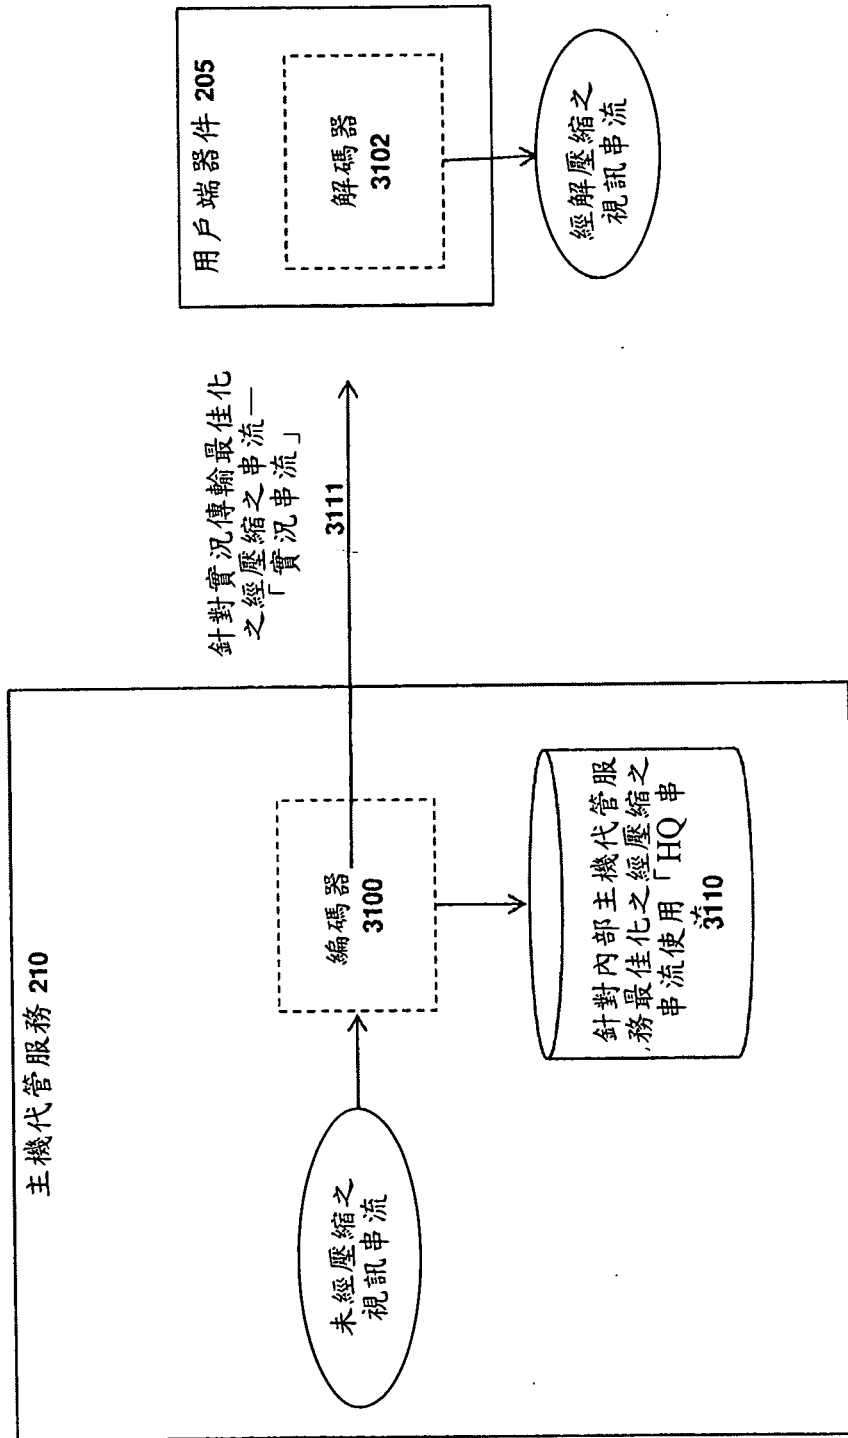 主機代管服務 210
未經壓縮之
視訊串流
編碼器
3100
針對內部主機代管服
務最佳化之經壓縮之
串流使用「HQ 串
流
3110
針對實況傳輸最佳化
之經壓縮之串流—
「實況串流」
3111
用戶端器件 205
解碼器
3102
經解壓縮之
視訊串流